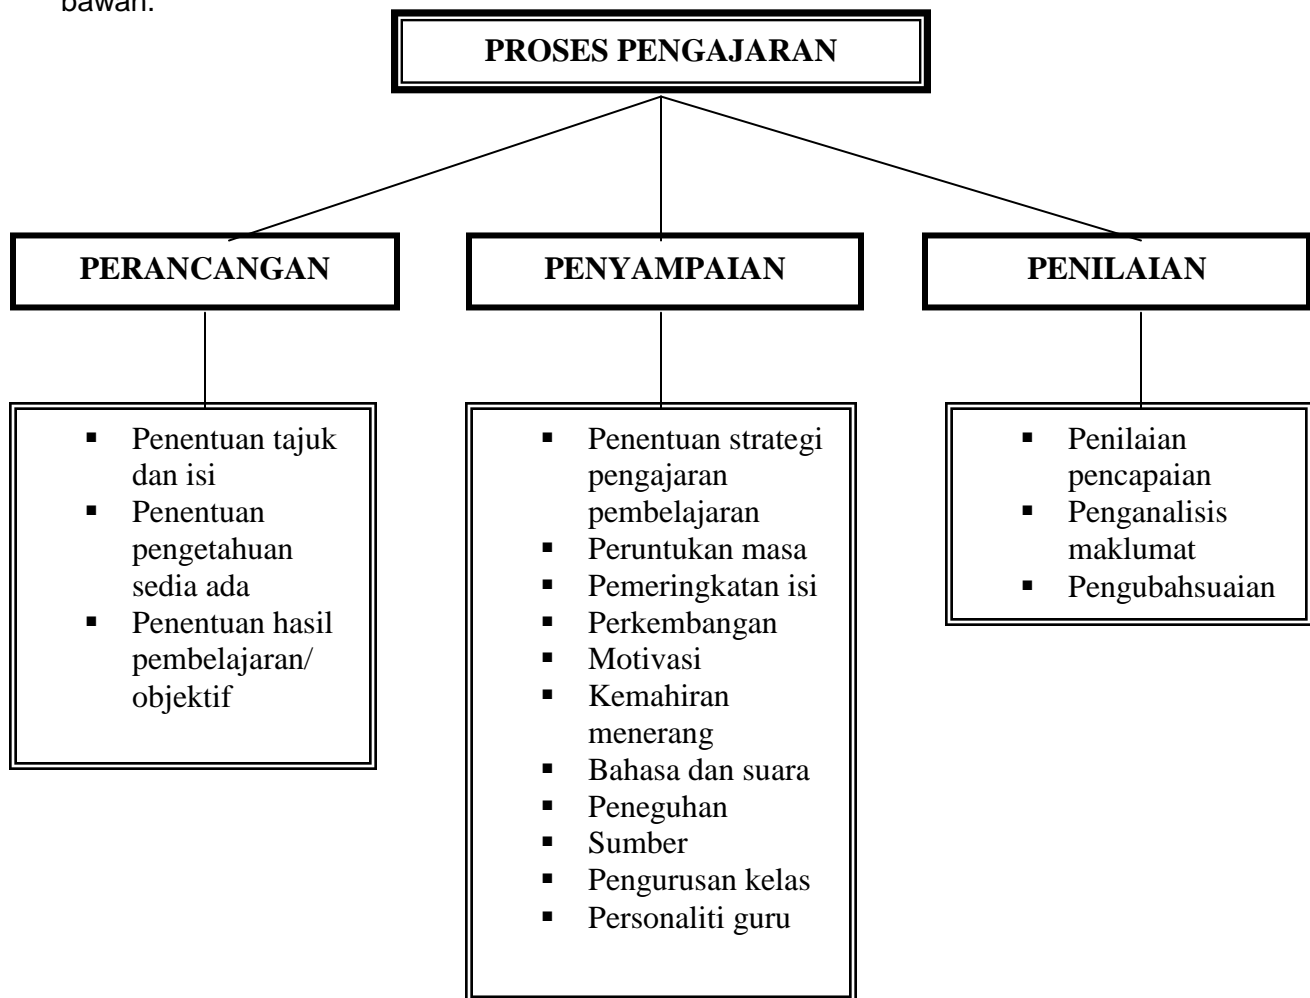 bawah.
PROSES PENGAJARAN
PERANCANGAN
PENYAMPAIAN
PENILAIAN
▪ Penentuan tajuk
dan isi
▪ Penentuan
pengetahuan
sedia ada
▪ Penentuan hasil
pembelajaran/
objektif
▪ Penentuan strategi
pengajaran
pembelajaran
▪ Peruntukan masa
▪ Pemeringkatan isi
▪ Perkembangan
▪ Motivasi
▪ Kemahiran
menerang
▪ Bahasa dan suara
▪ Peneguhan
▪ Sumber
▪ Pengurusan kelas
▪ Personaliti guru
▪ Penilaian
pencapaian
▪ Penganalisis
maklumat
▪ Pengubahsuaian